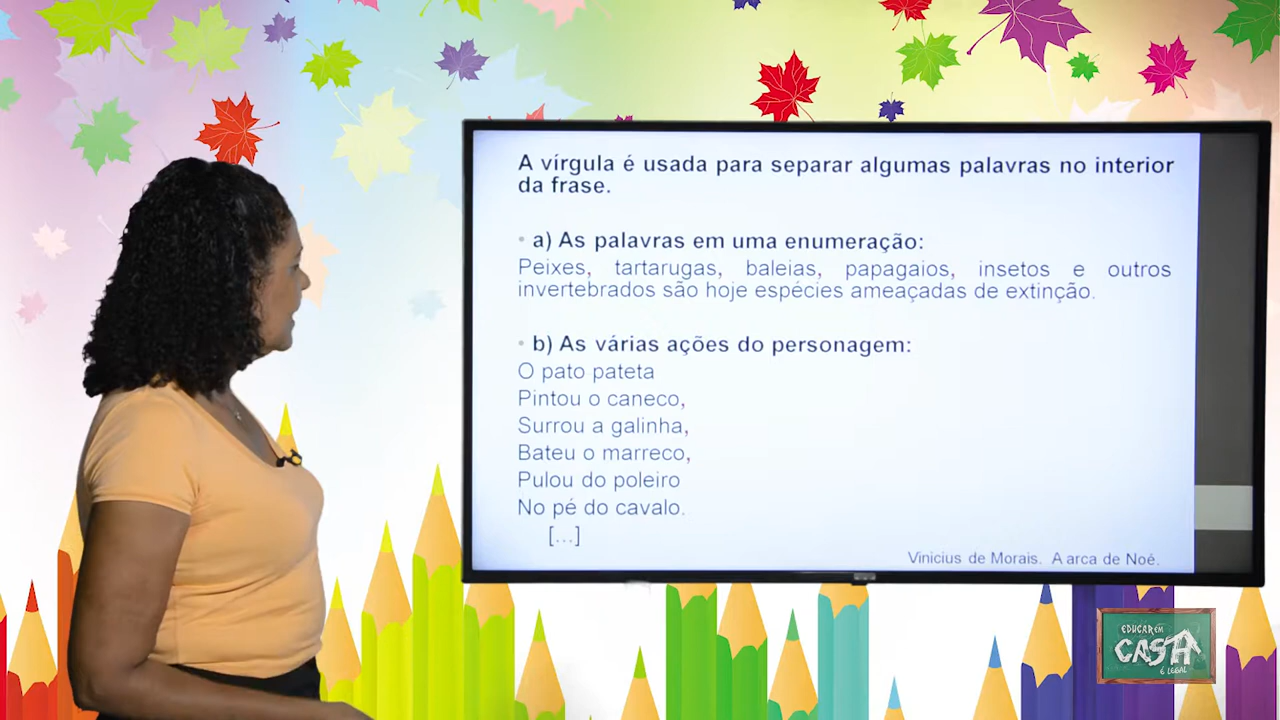 A vírgula é usada para separar algumas palavras no interior
da frase.
• a) As palavras em uma enumeração:
Peixes, tartarugas, baleias, papagaios, insetos e outros
invertebrados são hoje espécies ameaçadas de extinção.
• b) As várias ações do personagem:
O pato pateta
Pintou o caneco,
Surrou a galinha,
Bateu o marreco,
Pulou do poleiro
No pé do cavalo.
[...]
Vinicius de Morais. A arca de Noé.
EDUCAR EM
CASA
É LEGAL